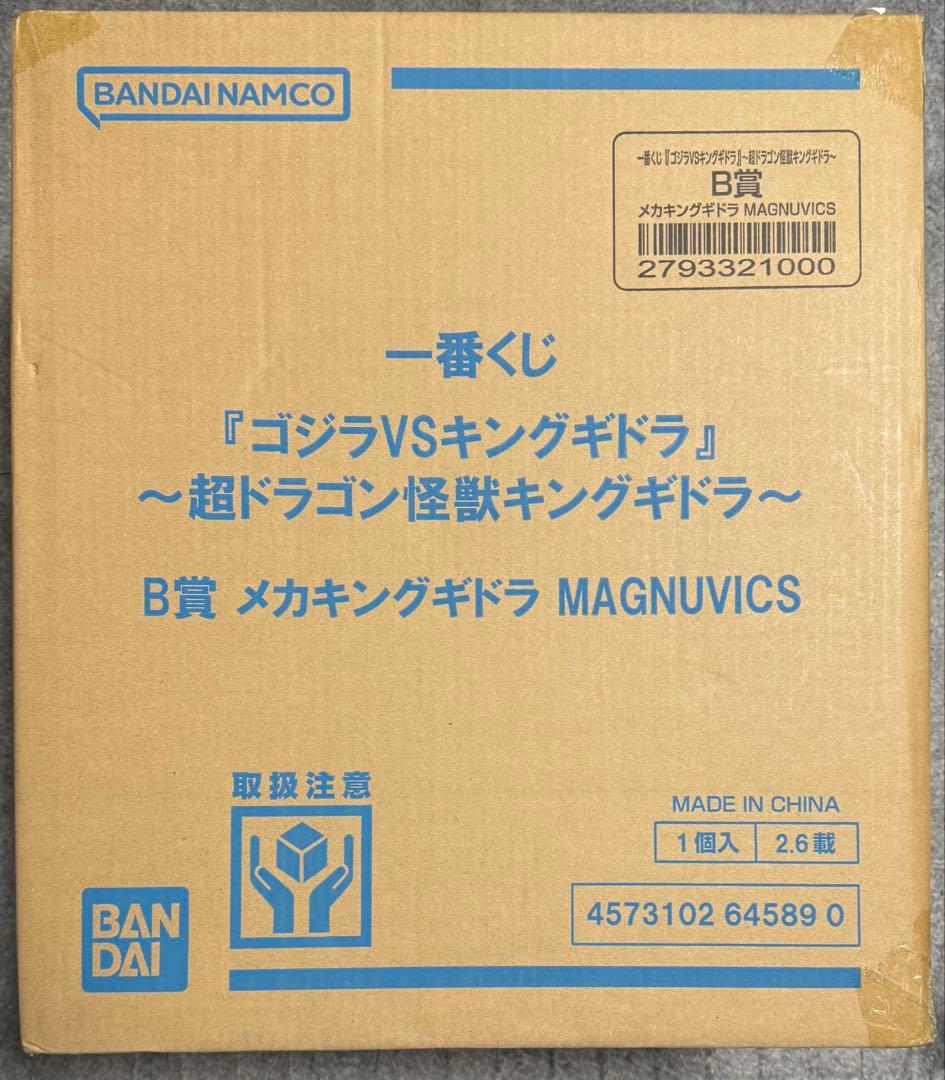 BANDAI NAMCO
一番くじ『ゴジラVSキングギドラ』~超ドラゴン怪獣キングギドラ~
B賞
メカキングギドラ MAGNUVICS
2793321000
一番くじ
『ゴジラVSキングギドラ』
~超ドラゴン怪獣キングギドラ~
B賞 メカキングギドラ MAGNUVICS
取扱注意
MADE IN CHINA
1個入 2.6載
4573102 64589 0
BAN
DAI